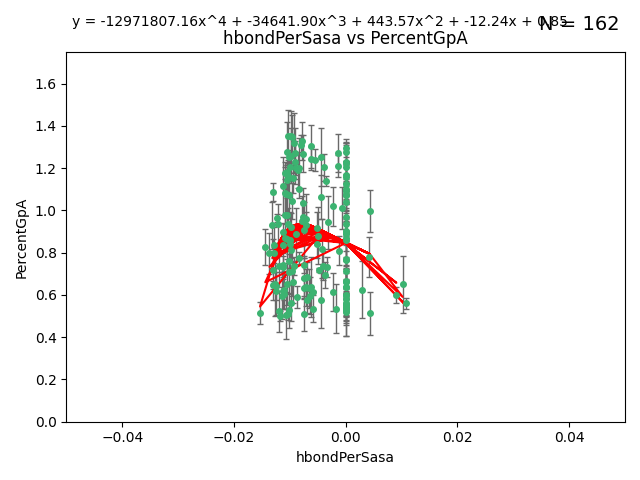 y = -12971807.16x^4 + -34641.90x^3 + 443.57x^2 + -12.24x + 0.85
N = 162
hbondPerSasa vs PercentGpA
PercentGpA
1.6
1.4
1.2
1.0
0.8
0.6
0.4
0.2
0.0
−0.04 −0.02 0.00 0.02 0.04
hbondPerSasa